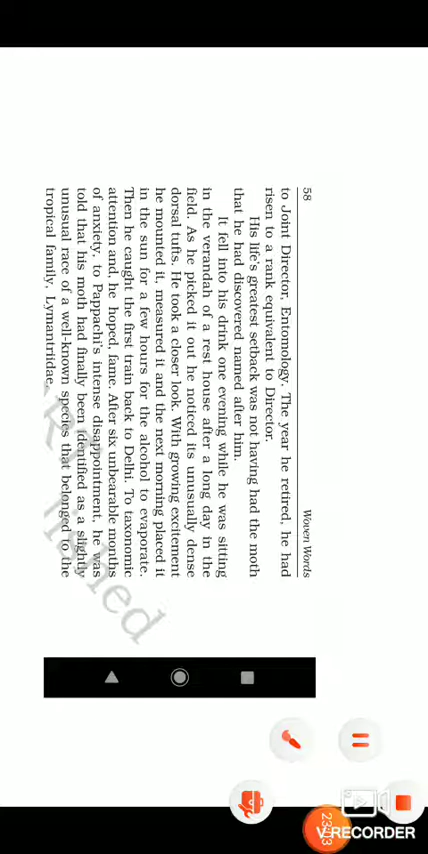 58
Woven Words
to Joint Director, Entomology. The year he retired, he had
risen to a rank equivalent to Director.
His life's greatest setback was not having had the moth
that he had discovered named after him.
It fell into his drink one evening while he was sitting
in the verandah of a rest house after a long day in the
field. As he picked it out he noticed its unusually dense
dorsal tufts. He took a closer look. With growing excitement
he mounted it, measured it and the next morning placed it
in the sun for a few hours for the alcohol to evaporate.
Then he caught the first train back to Delhi. To taxonomic
attention and, he hoped, fame. After six unbearable months
of anxiety, to Pappachi's intense disappointment, he was
told that his moth had finally been identified as a slightly
unusual race of a well-known species that belonged to the
tropical family, Lymantriidae.
V RECORDER